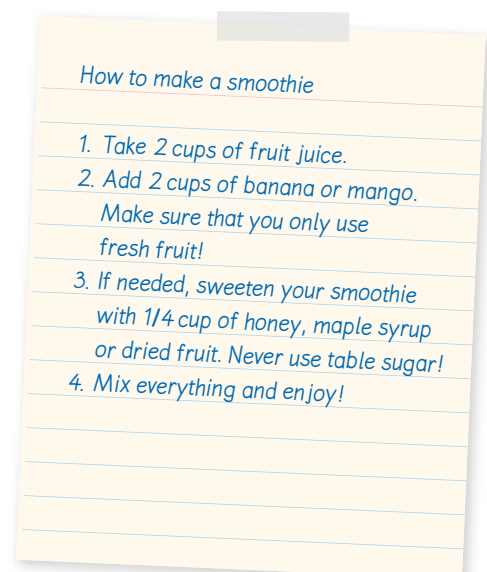 How to make a smoothie
1. Take 2 cups of fruit juice.
2. Add 2 cups of banana or mango.
Make sure that you only use
fresh fruit!
3. If needed, sweeten your smoothie
with 1/4 cup of honey, maple syrup
or dried fruit. Never use table sugar!
4. Mix everything and enjoy!